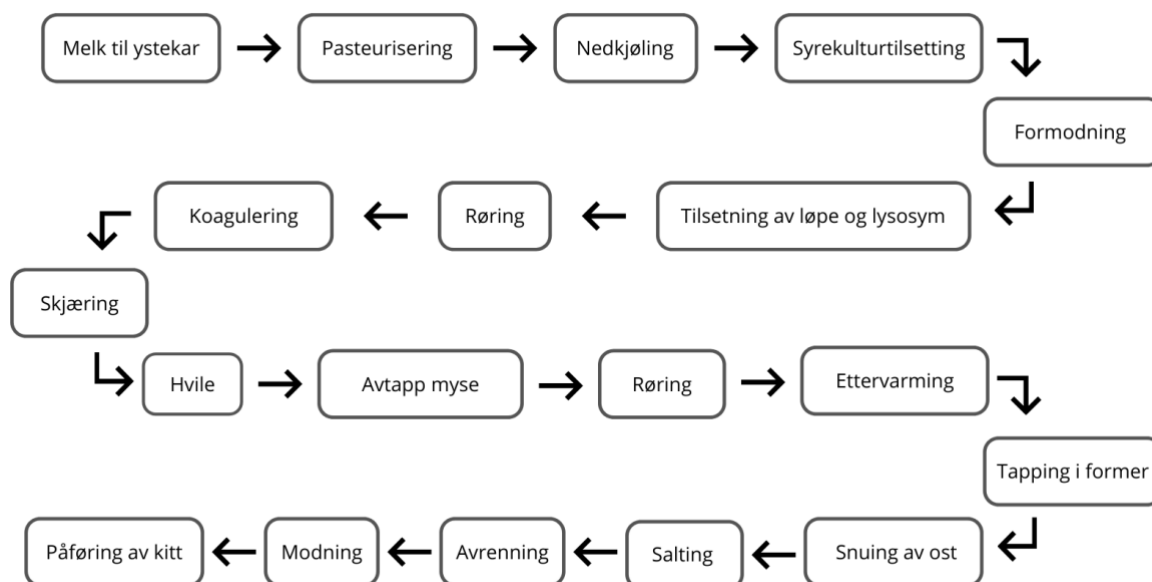 Melk til ystekar
Pasteurisering
Nedkjøling
Syrekulturtilsetting
Formodning
Tilsetning av løpe og lysosym
Røring
Koagulering
Skjæring
Hvile
Avtapp myse
Røring
Ettervarming
Tapping i former
Snuing av ost
Salting
Avrenning
Modning
Påføring av kitt